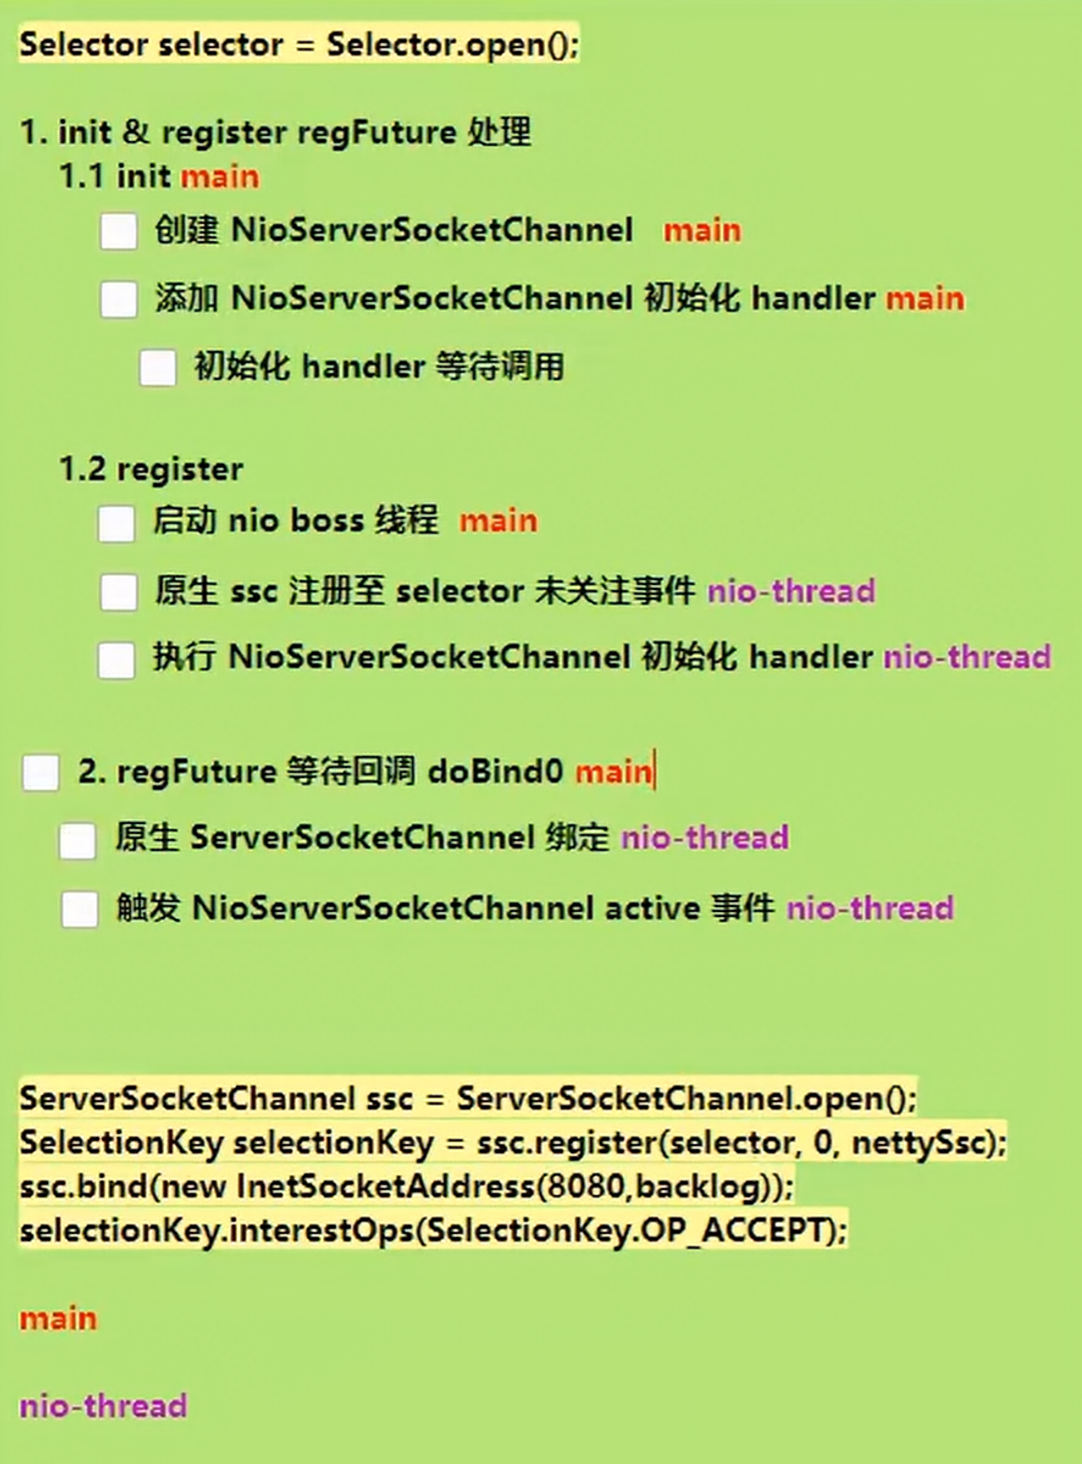 Selector selector = Selector.open();
1. init & register regFuture 处理
1.1 init main
创建 NioServerSocketChannel main
添加 NioServerSocketChannel 初始化 handler main
初始化 handler 等待调用
1.2 register
启动 nio boss 线程 main
原生 ssc 注册至 selector 未关注事件 nio-thread
执行 NioServerSocketChannel 初始化 handler nio-thread
2. regFuture 等待回调 doBind0 main
原生 ServerSocketChannel 绑定 nio-thread
触发 NioServerSocketChannel active 事件 nio-thread
ServerSocketChannel ssc = ServerSocketChannel.open();
SelectionKey selectionKey = ssc.register(selector, 0, nettySsc);
ssc.bind(new InetSocketAddress(8080,backlog));
selectionKey.interestOps(SelectionKey.OP_ACCEPT);
main
nio-thread